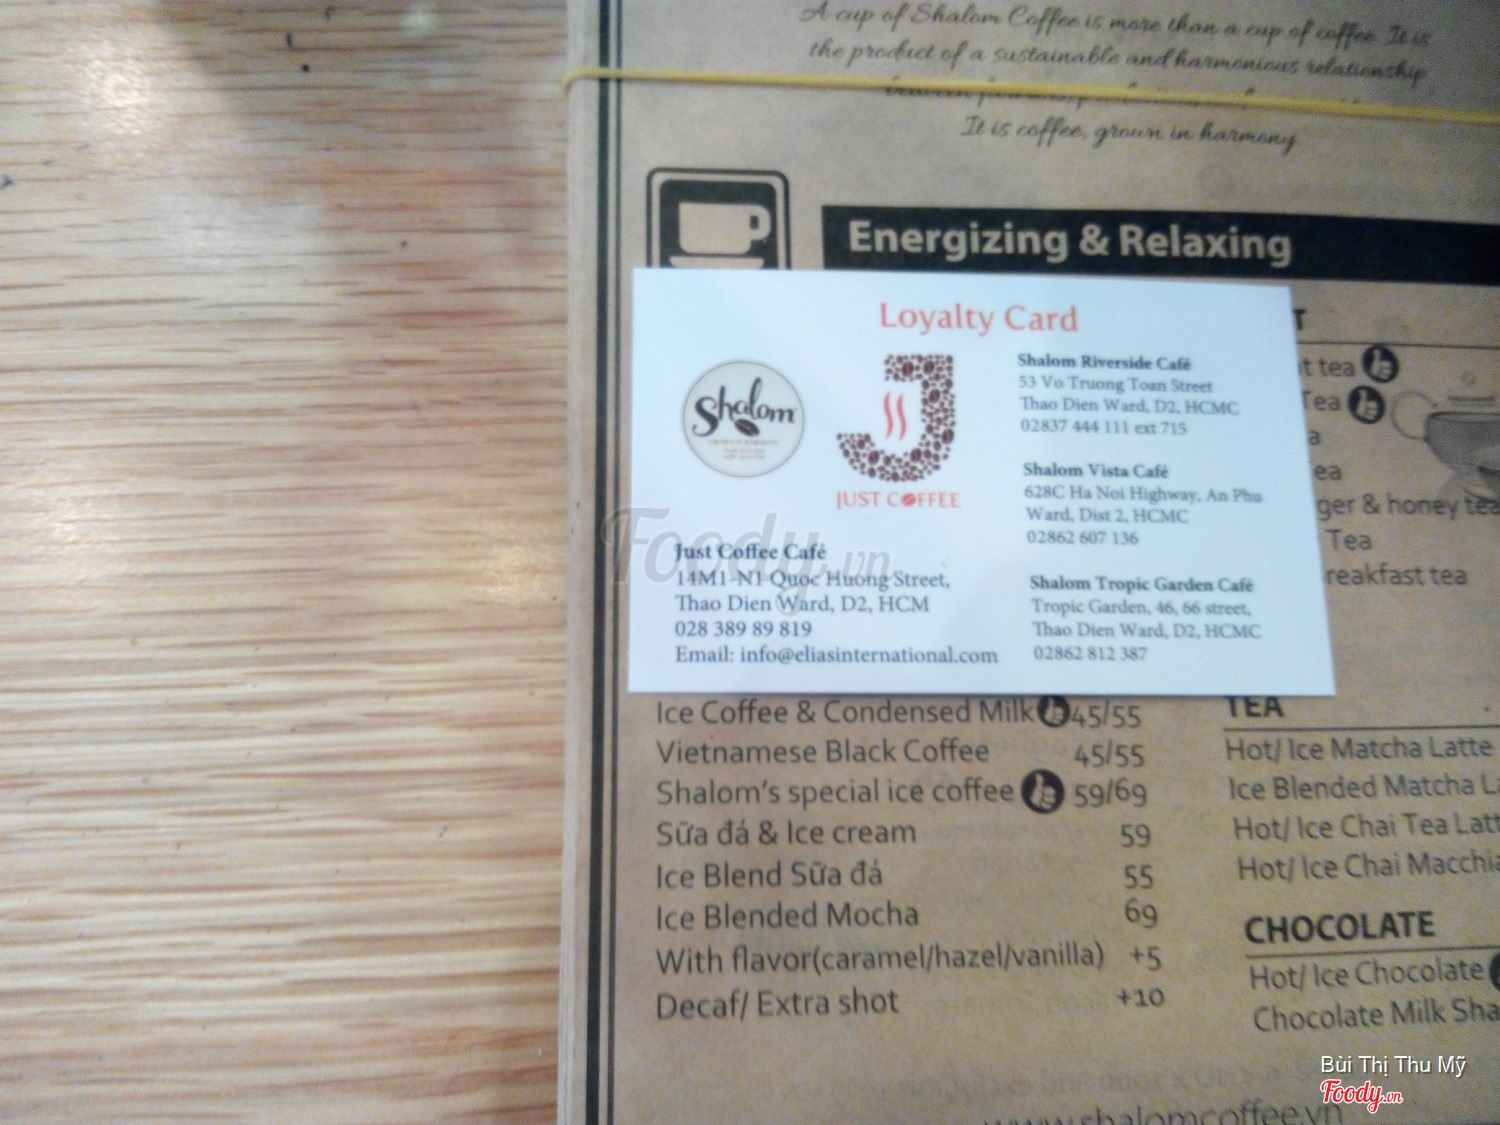 A cup of Shalom Coffee is more than a cup of coffee. It is
the product of a sustainable and harmonious relationship
between
It is coffee, grown in harmony
Energizing & Relaxing
Loyalty Card
Shalom
JUST COFFEE
Just Coffee Café
14M1-N1 Quoc Huong Street,
Thao Dien Ward, D2, HCM
028 389 89 819
Email: info@eliasinternational.com
Shalom Riverside Café
53 Vo Truong Toan Street
Thao Dien Ward, D2, HCMC
02837 444 111 ext 715
Shalom Vista Café
628C Ha Noi Highway, An Phu
Ward, Dist 2, HCMC
02862 607 136
Shalom Tropic Garden Café
Tropic Garden, 46, 66 street,
Thao Dien Ward, D2, HCMC
02862 812 387
T
t tea
Tea
a
ea
ger & honey tea
Tea
reakfast tea
Ice Coffee & Condensed Milk 45/55
Vietnamese Black Coffee 45/55
Shalom's special ice coffee 59/69
Sữa đá & Ice cream 59
Ice Blend Sữa đá 55
Ice Blended Mocha 69
With flavor(caramel/hazel/vanilla) +5
Decaf/ Extra shot +10
TEA
Hot/ Ice Matcha Latte
Ice Blended Matcha La
Hot/ Ice Chai Tea Latt
Hot/ Ice Chai Macchia
CHOCOLATE
Hot/ Ice Chocolate
Chocolate Milk Sha
www.shalomcoffee.vn
Foody.vn
Bùi Thị Thu Mỹ
Foody.vn